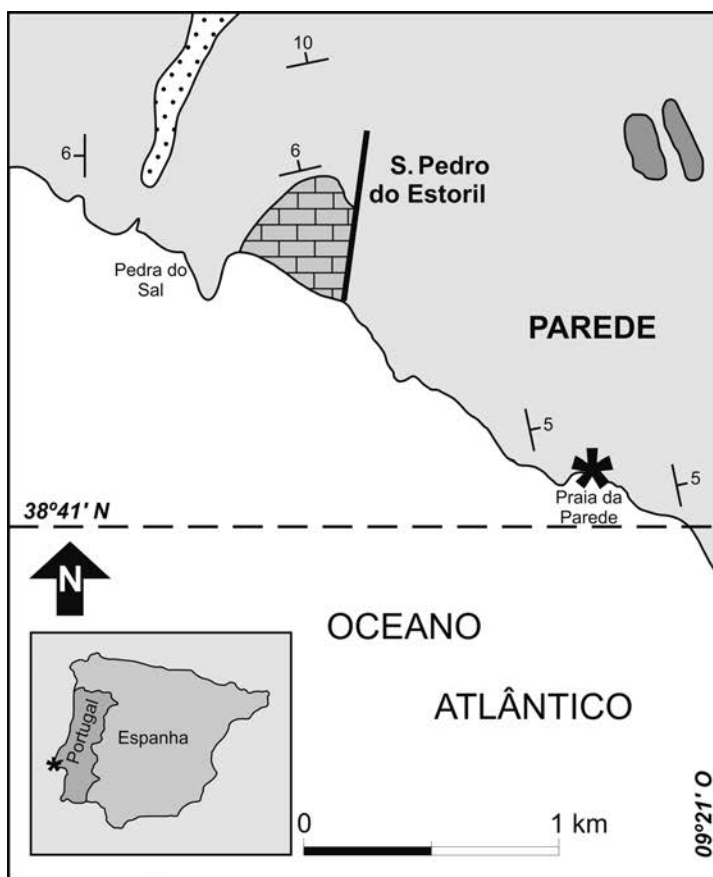 10
6
6
S. Pedro
do Estoril
Pedra do
Sal
PAREDE
5
5
Praia da
Parede
38º41' N
N
OCEANO
ATLÂNTICO
Portugal
Espanha
0
1 km
09º21' O